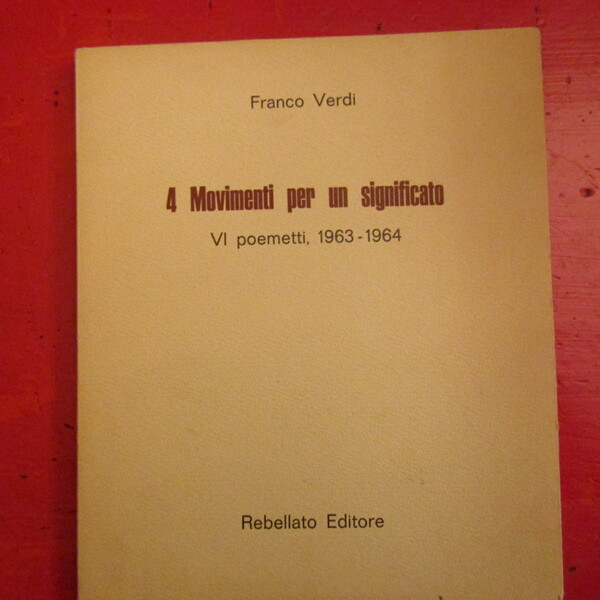 Franco Verdi
4 Movimenti per un significato
VI poemetti, 1963-1964
Rebellato Editore